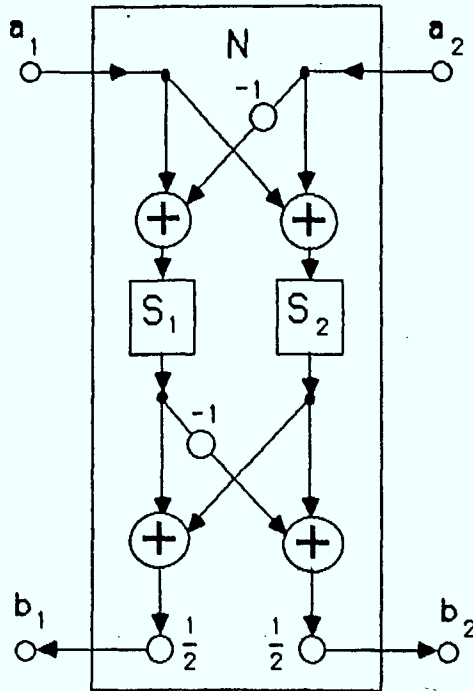 a₁ N a₂
-1
+ +
S₁ S₂
-1
+ +
b₁ ½ ½ b₂